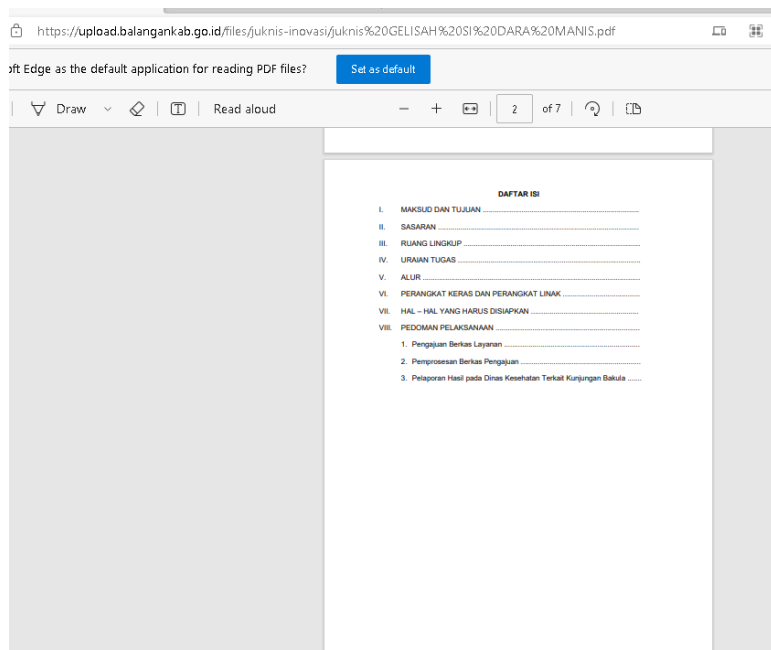 https://upload.balangankab.go.id/files/juknis-inovasi/juknis%20GELISAH%20SI%20DARA%20MANIS.pdf
oft Edge as the default application for reading PDF files? Set as default
Draw T Read aloud 2 of 7
DAFTAR ISI
I. MAKSUD DAN TUJUAN ................................................
II. SASARAN ................................................
III. RUANG LINGKUP ................................................
IV. URAIAN TUGAS ................................................
V. ALUR ................................................
VI. PERANGKAT KERAS DAN PERANGKAT LINAK ................................
VII. HAL – HAL YANG HARUS DISIAPKAN ................................
VIII. PEDOMAN PELAKSANAAN ................................
1. Pengajuan Berkas Layanan ................................
2. Pemprosesan Berkas Pengajuan ................................
3. Pelaporan Hasil pada Dinas Kesehatan Terkait Kunjungan Bakula .......